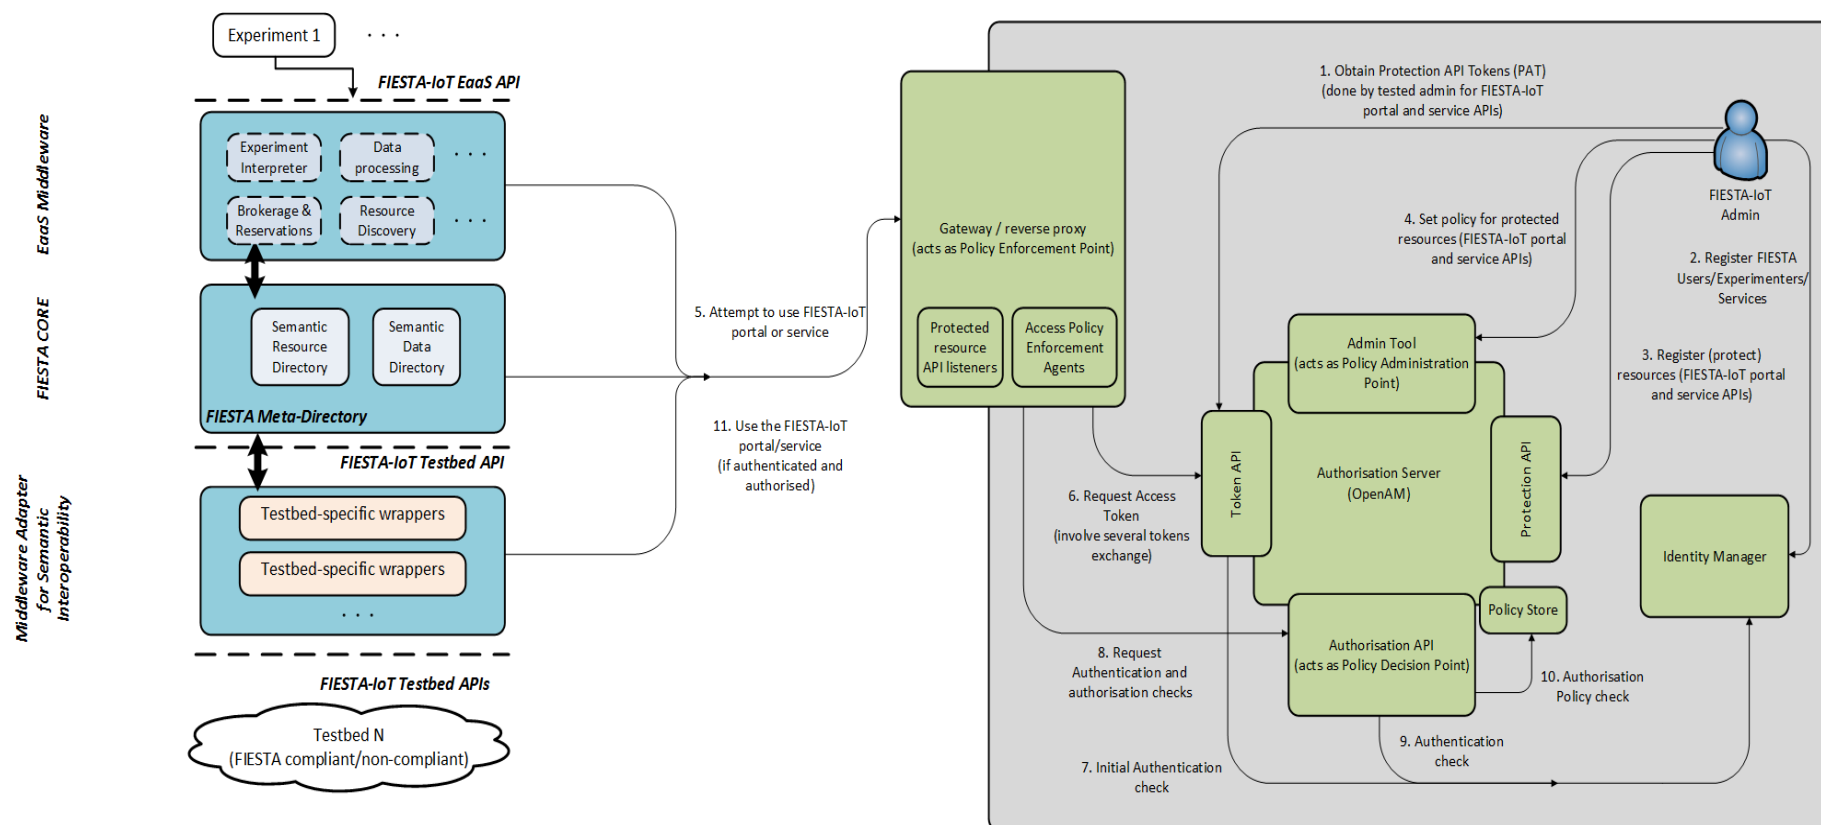 Experiment 1
. . .
FIESTA-IoT EaaS API
EaaS Middleware
Experiment
Interpreter
Data
processing
. . .
Brokerage &
Reservations
Resource
Discovery
. . .
FIESTA CORE
Semantic
Resource
Directory
Semantic
Data
Directory
FIESTA Meta-Directory
FIESTA-IoT Testbed API
Middleware Adapter
for Semantic
Interoperability
Testbed-specific wrappers
Testbed-specific wrappers
. . .
FIESTA-IoT Testbed APIs
Testbed N
(FIESTA compliant/non-compliant)
5. Attempt to use FIESTA-IoT
portal or service
11. Use the FIESTA-IoT
portal/service
(if authenticated and
authorised)
Gateway / reverse proxy
(acts as Policy Enforcement Point)
Protected
resource
API listeners
Access Policy
Enforcement
Agents
1. Obtain Protection API Tokens (PAT)
(done by tested admin for FIESTA-IoT
portal and service APIs)
FIESTA-IoT
Admin
4. Set policy for protected
resources (FIESTA-IoT portal
and service APIs)
2. Register FIESTA
Users/Experimenters/
Services
3. Register (protect)
resources (FIESTA-IoT portal
and service APIs)
Admin Tool
(acts as Policy Administration
Point)
Token API
Authorisation Server
(OpenAM)
Protection API
6. Request Access
Token
(involve several tokens
exchange)
Identity Manager
Policy Store
Authorisation API
(acts as Policy Decision Point)
8. Request
Authentication and
authorisation checks
10. Authorisation
Policy check
9. Authentication
check
7. Initial Authentication
check